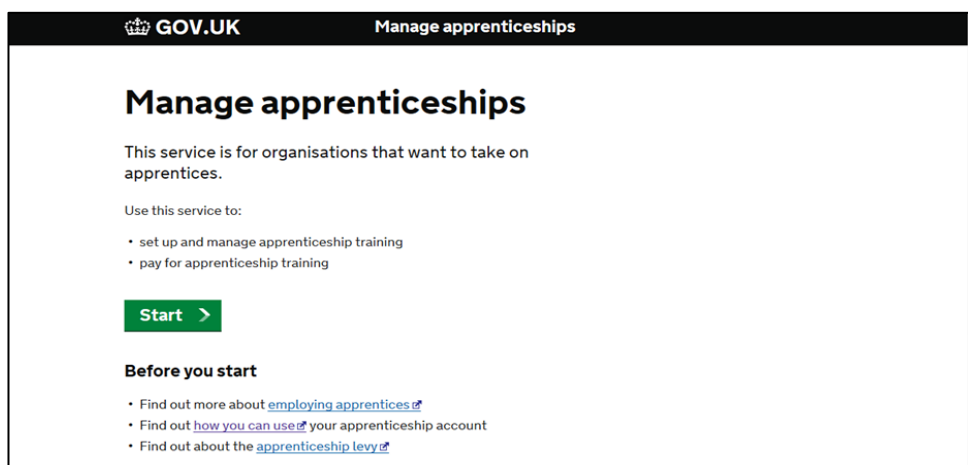 GOV.UK Manage apprenticeships
Manage apprenticeships
This service is for organisations that want to take on
apprentices.
Use this service to:
• set up and manage apprenticeship training
• pay for apprenticeship training
Start
Before you start
• Find out more about employing apprentices
• Find out how you can use your apprenticeship account
• Find out about the apprenticeship levy